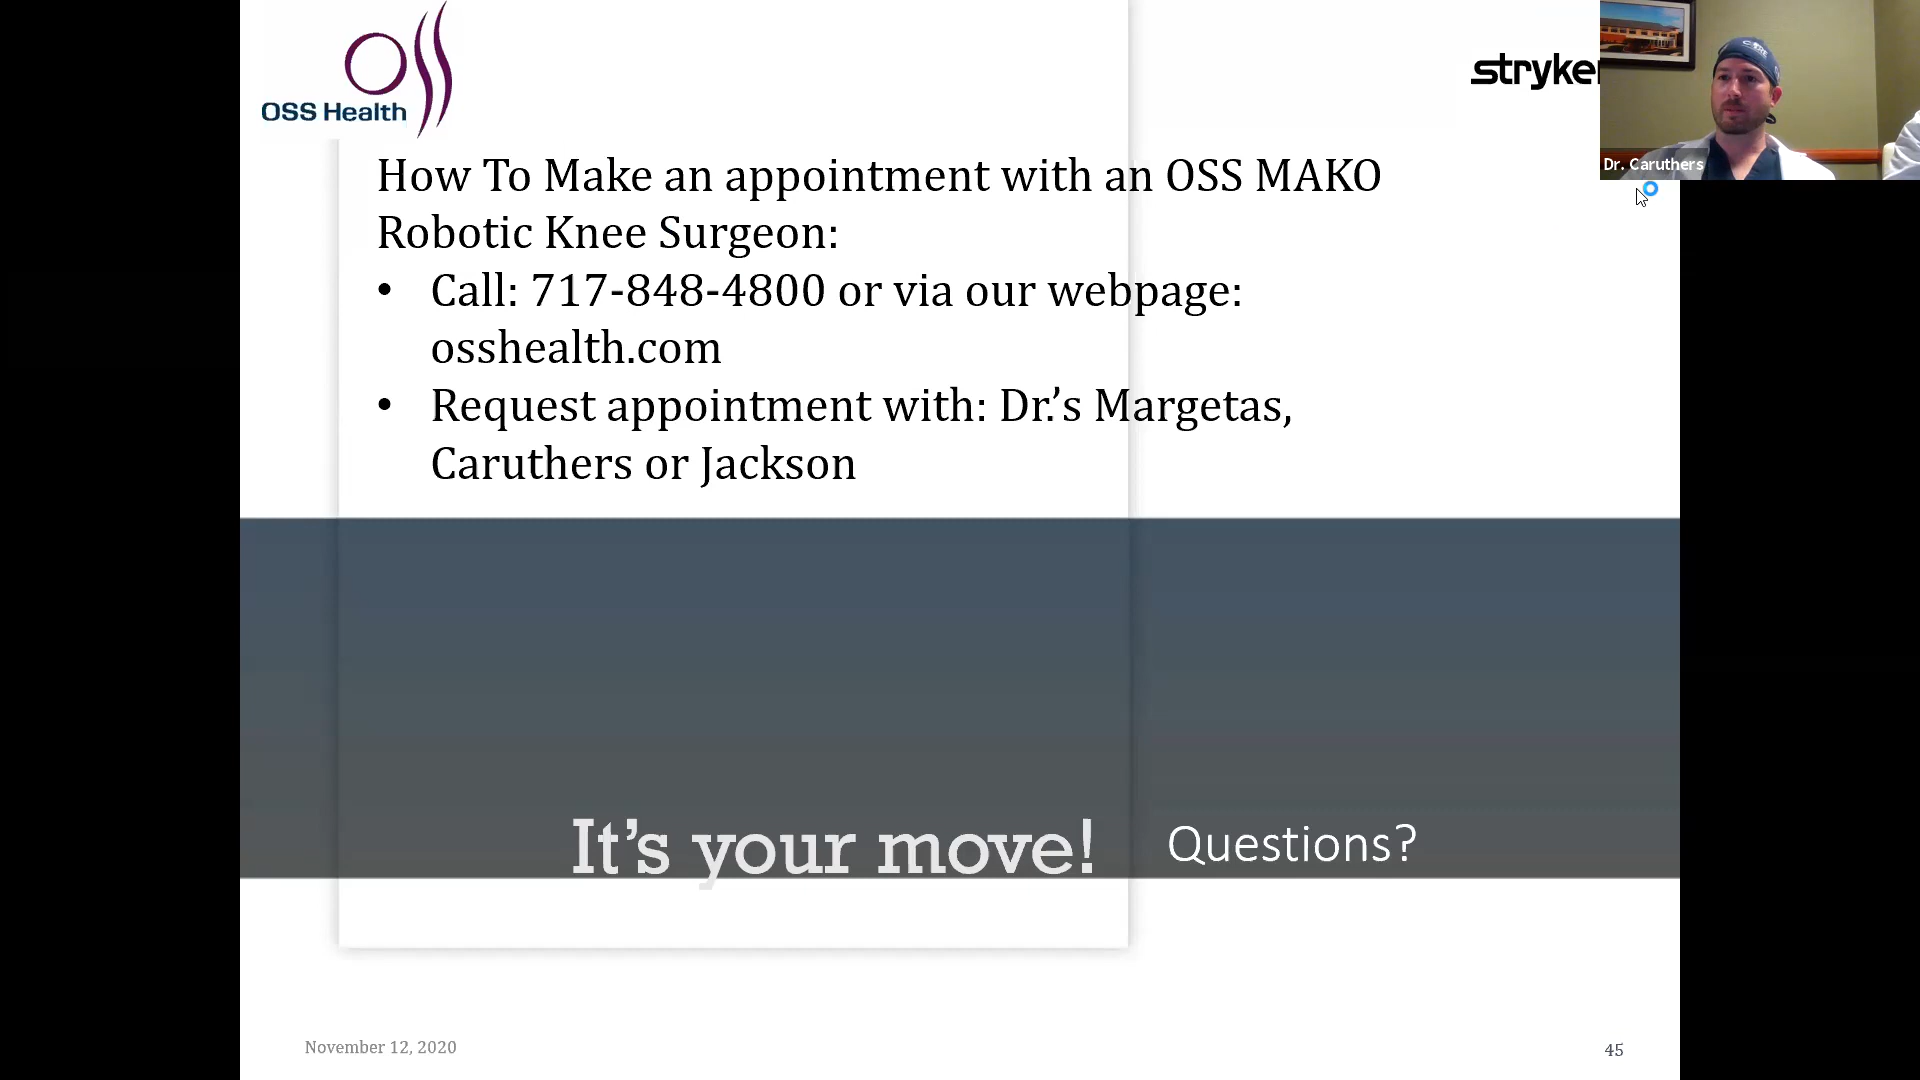 OSS Health
stryke
Dr. Caruthers
How To Make an appointment with an OSS MAKO
Robotic Knee Surgeon:
• Call: 717-848-4800 or via our webpage:
osshealth.com
• Request appointment with: Dr.’s Margetas,
Caruthers or Jackson
It’s your move!
Questions?
November 12, 2020
45